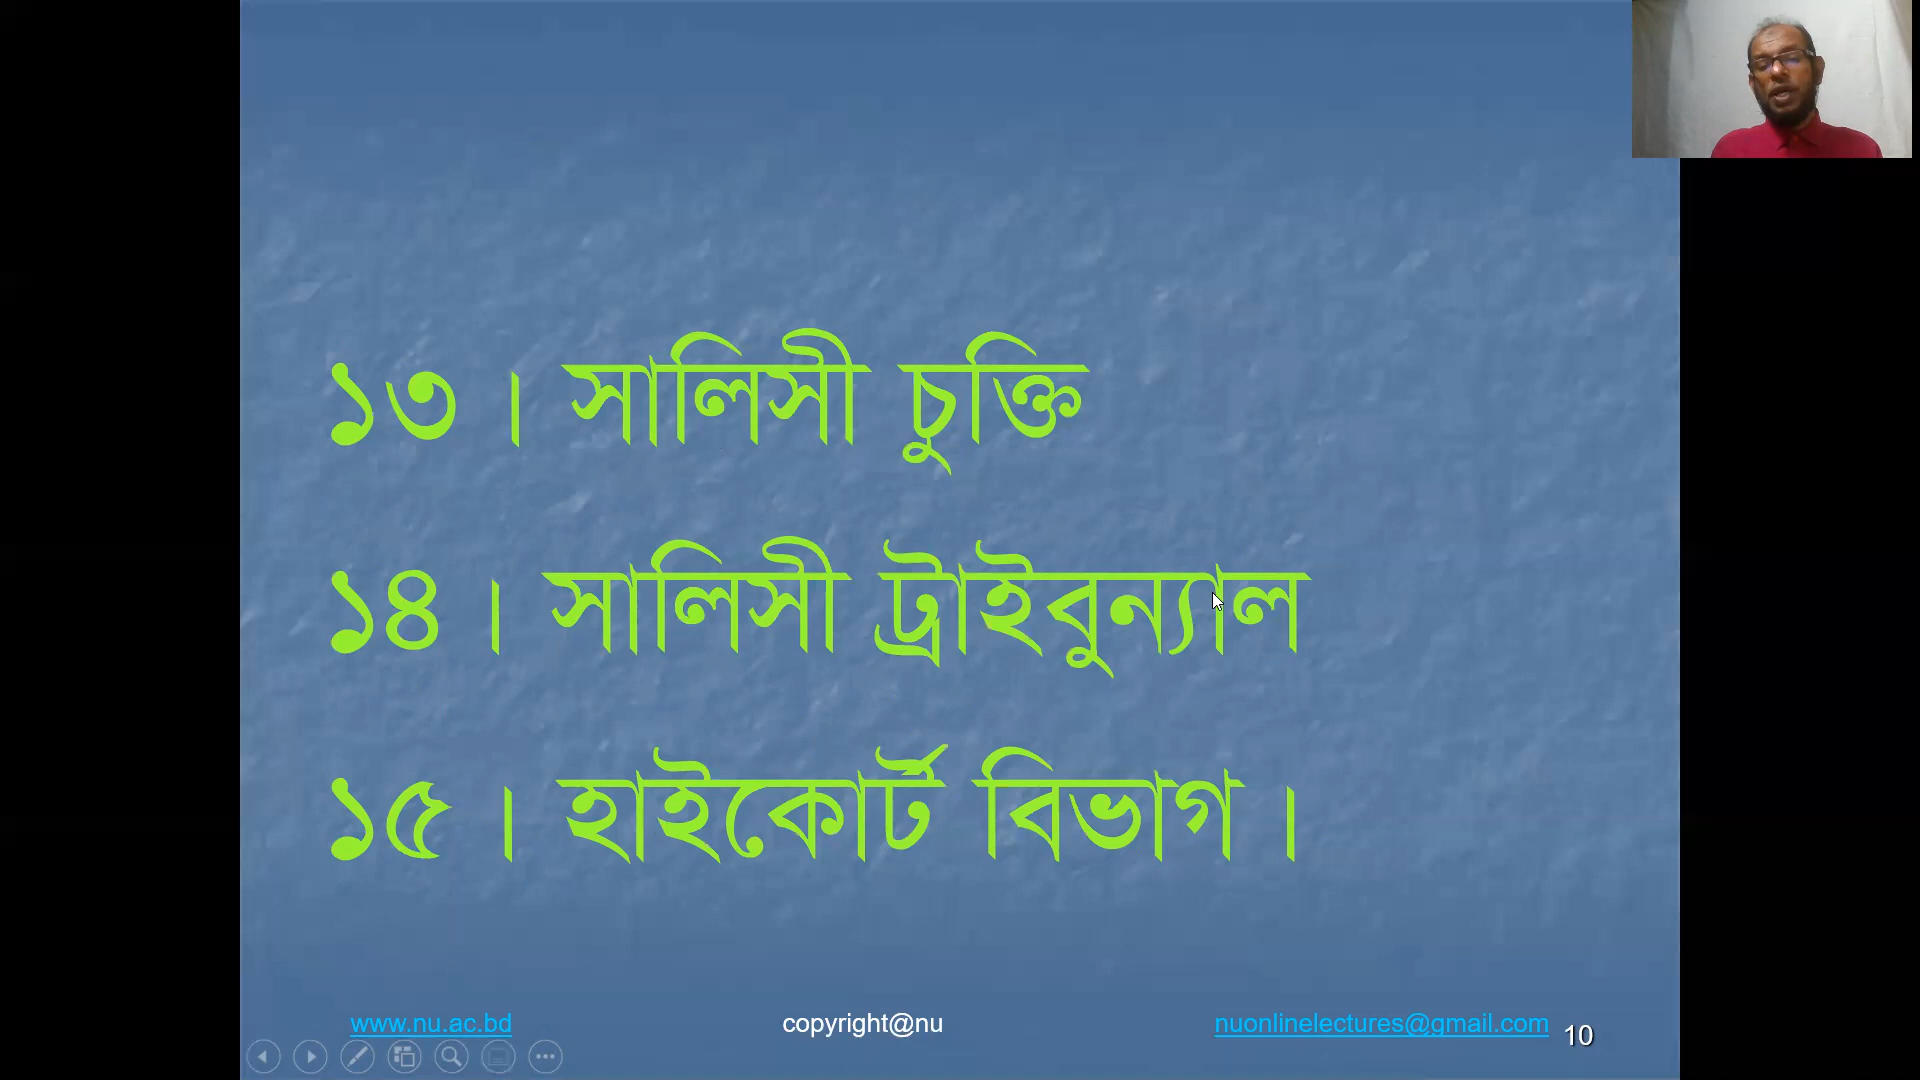 ১৩ । সালিসী চুক্তি
১৪ । সালিসী ট্রাইবুন্যাল
১৫ । হাইকোর্ট বিভাগ ।
www.nu.ac.bd copyright@nu nuonlinelectures@gmail.com 10